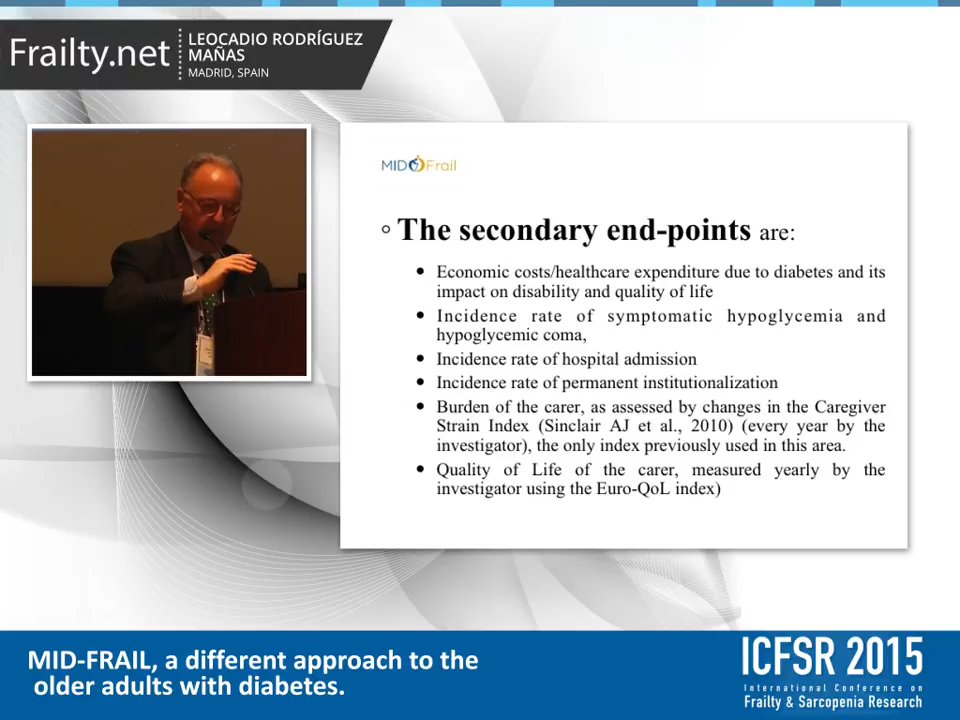 Frailty.net
LEOCADIO RODRÍGUEZ
MAÑAS
MADRID, SPAIN
MID Frail
The secondary end-points are:
Economic costs/healthcare expenditure due to diabetes and its
impact on disability and quality of life
Incidence rate of symptomatic hypoglycemia and
hypoglycemic coma,
Incidence rate of hospital admission
Incidence rate of permanent institutionalization
Burden of the carer, as assessed by changes in the Caregiver
Strain Index (Sinclair AJ et al., 2010) (every year by the
investigator), the only index previously used in this area.
Quality of Life of the carer, measured yearly by the
investigator using the Euro-QoL index)
MID-FRAIL, a different approach to the
older adults with diabetes.
ICFSR 2015
International Conference on
Frailty & Sarcopenia Research